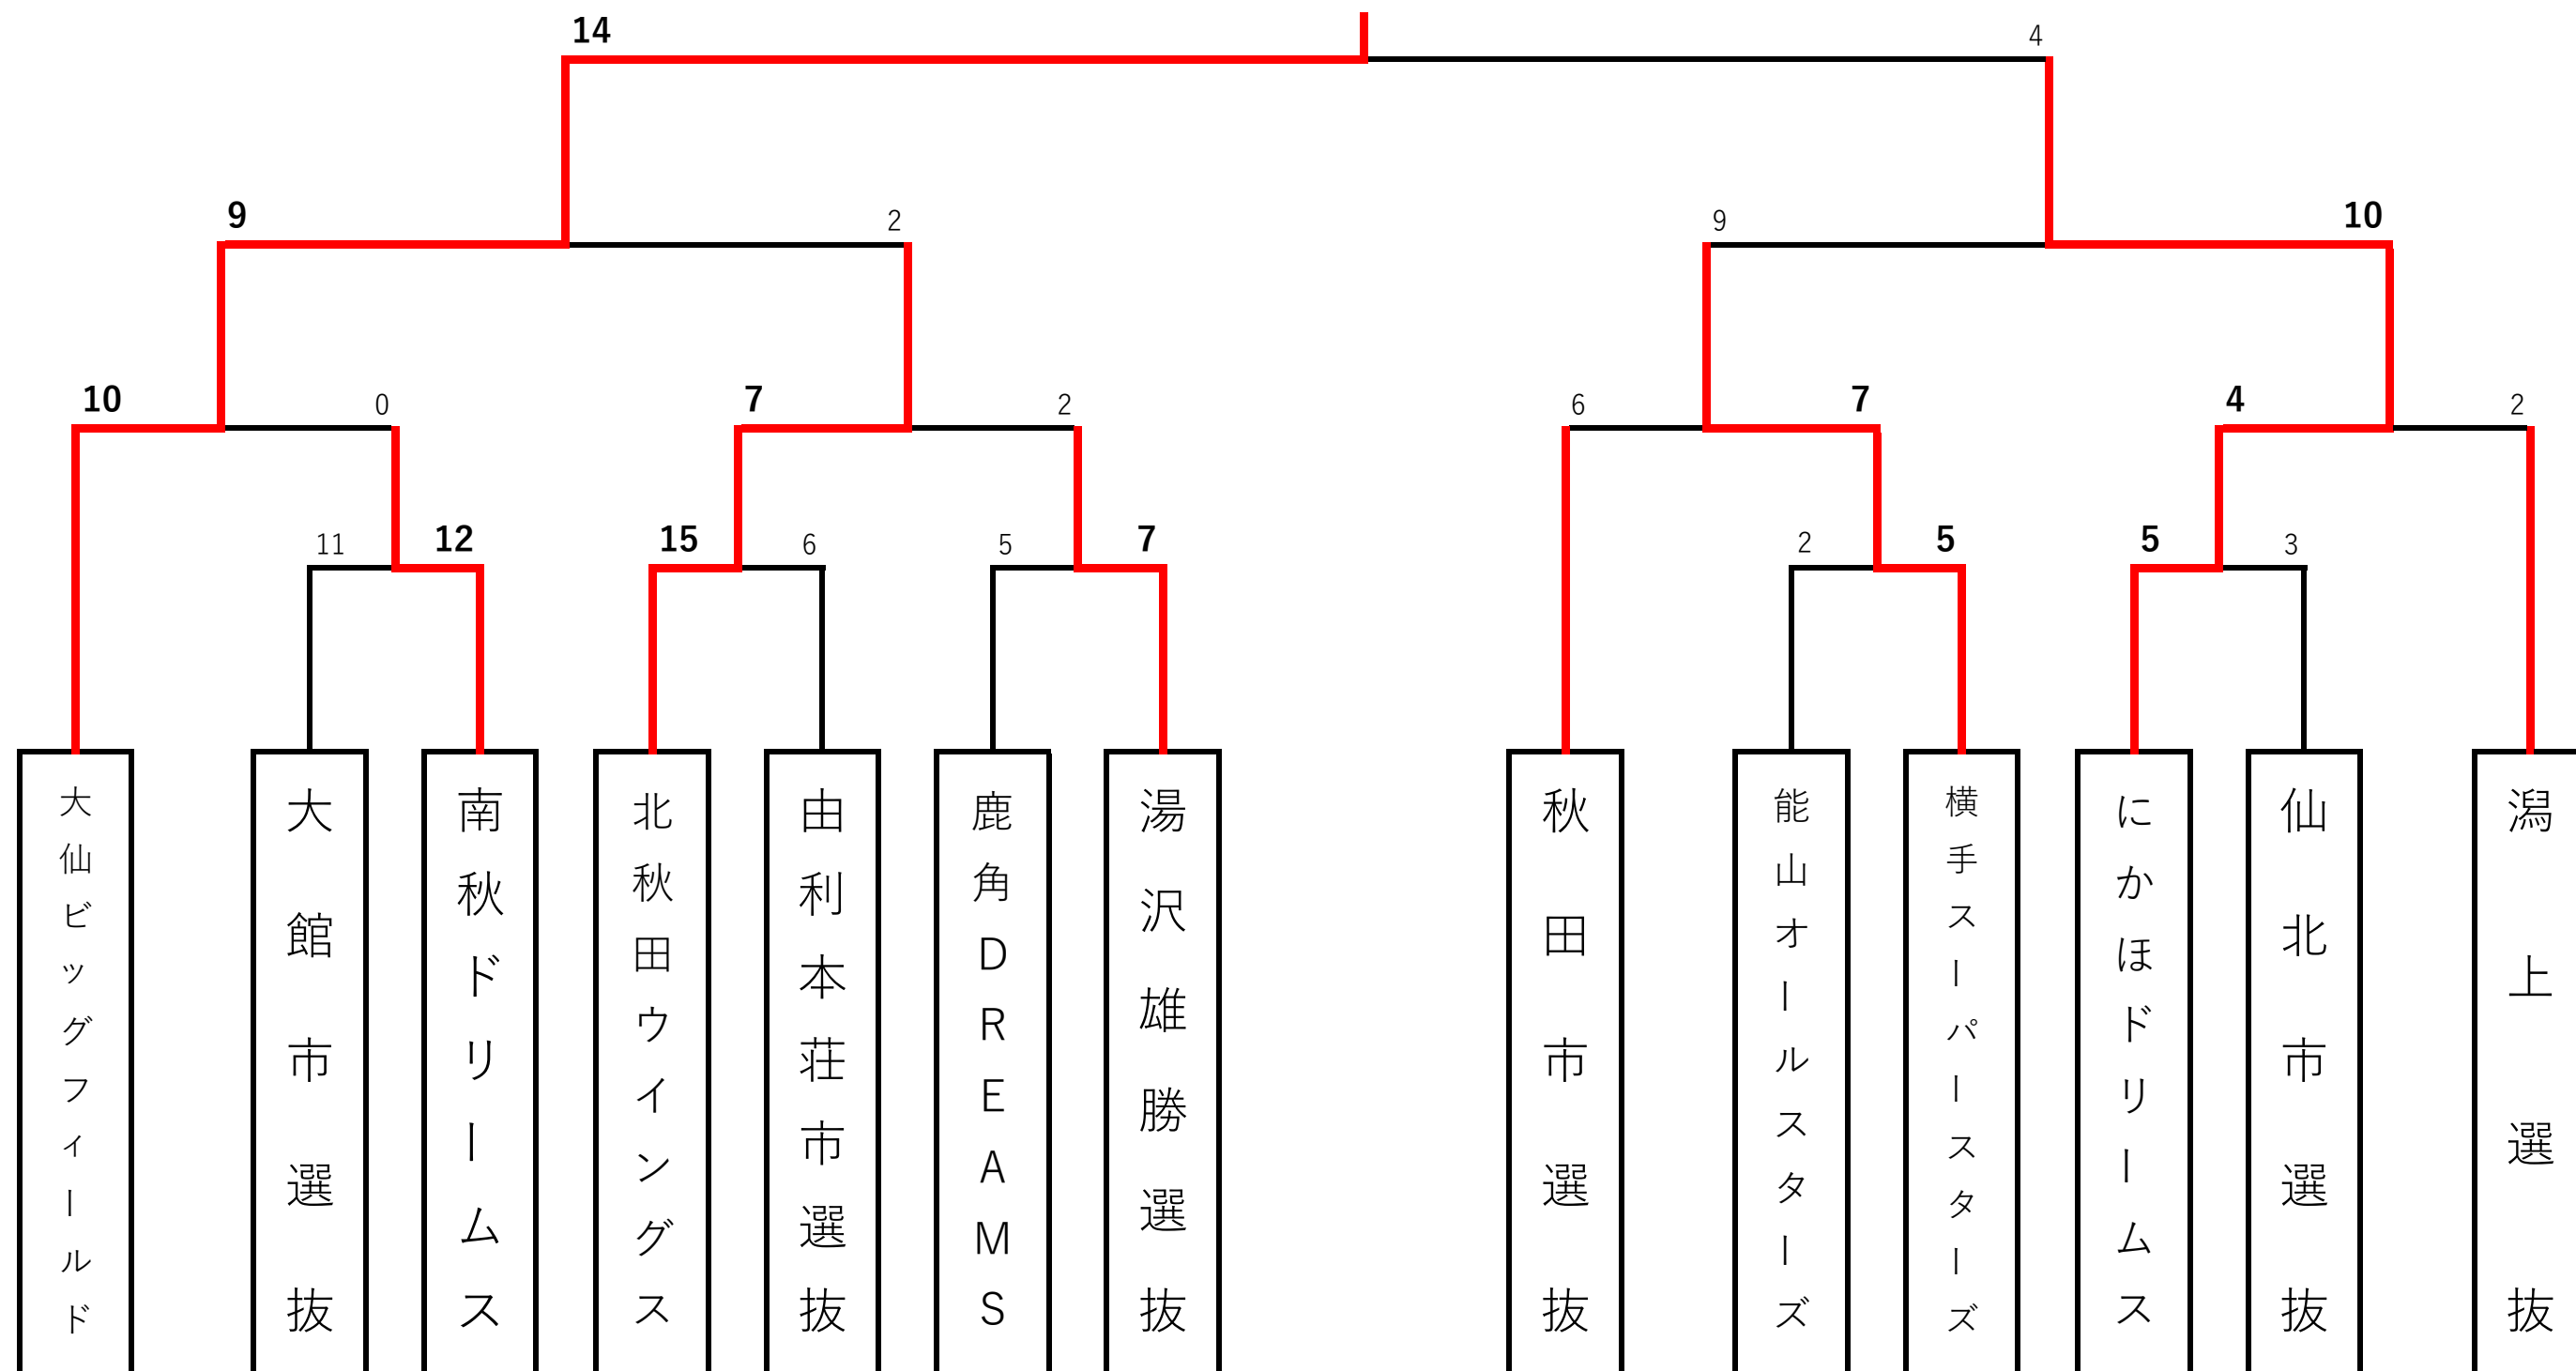 14
4
9
2
9
10
10
0
7
2
6
7
4
2
11
12
15
6
5
7
2
5
5
3
大仙ビッグフィールド
大館市選抜
南秋ドリームス
北秋田ウイングス
由利本荘市選抜
鹿角DREAMS
湯沢雄勝選抜
秋田市選抜
能山オールスターズ
横手スーパースターズ
にかほドリームス
仙北市選抜
潟上選抜